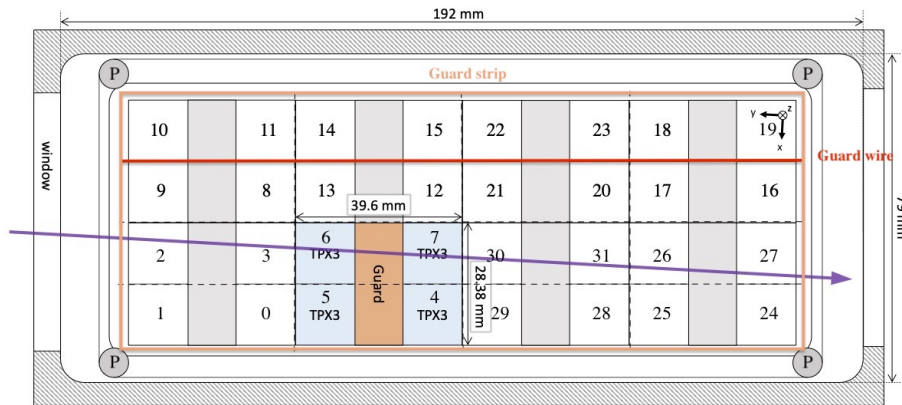 192 mm
P
P
Guard strip
10 11 14 15 22 23 18 19
y z
x
Guard wire
window
9 8 13 12 21 20 17 16
39.6 mm
2 3 6 7 30 31 26 27
TPX3 TPX3
Guard
28.38 mm
5 4
1 0 TPX3 TPX3 29 28 25 24
P
P